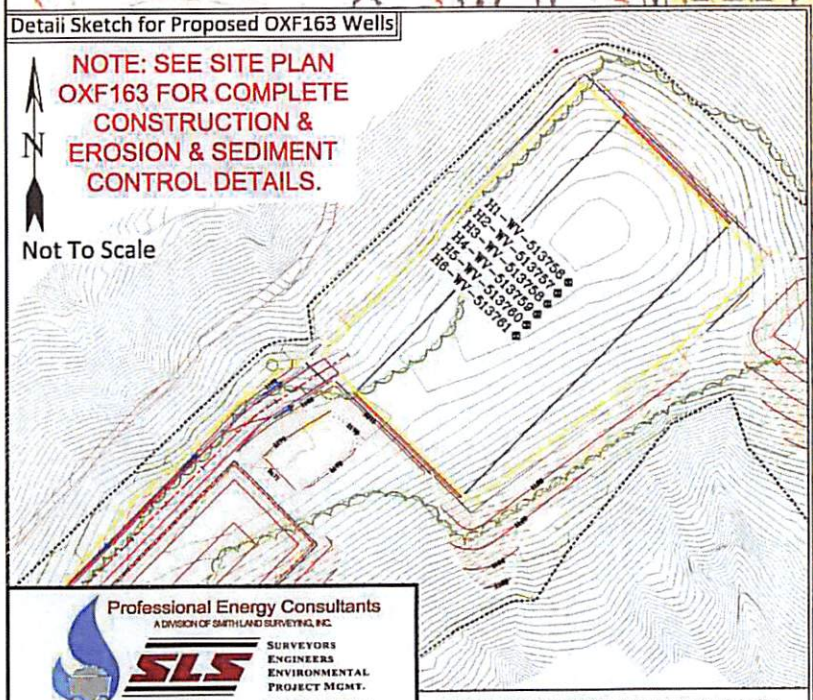 Detail Sketch for Proposed OXF163 Wells
NOTE: SEE SITE PLAN
OXF163 FOR COMPLETE
CONSTRUCTION &
EROSION & SEDIMENT
CONTROL DETAILS.
N
Not To Scale
H1-WV-513756
H2-WV-513757
H3-WV-513758
H4-WV-513759
H5-WV-513760
H6-WV-513761
Professional Energy Consultants
A DIVISION OF SMITH LAND SURVEYING, INC.
SLS
SURVEYORS
ENGINEERS
ENVIRONMENTAL
PROJECT MGMT.